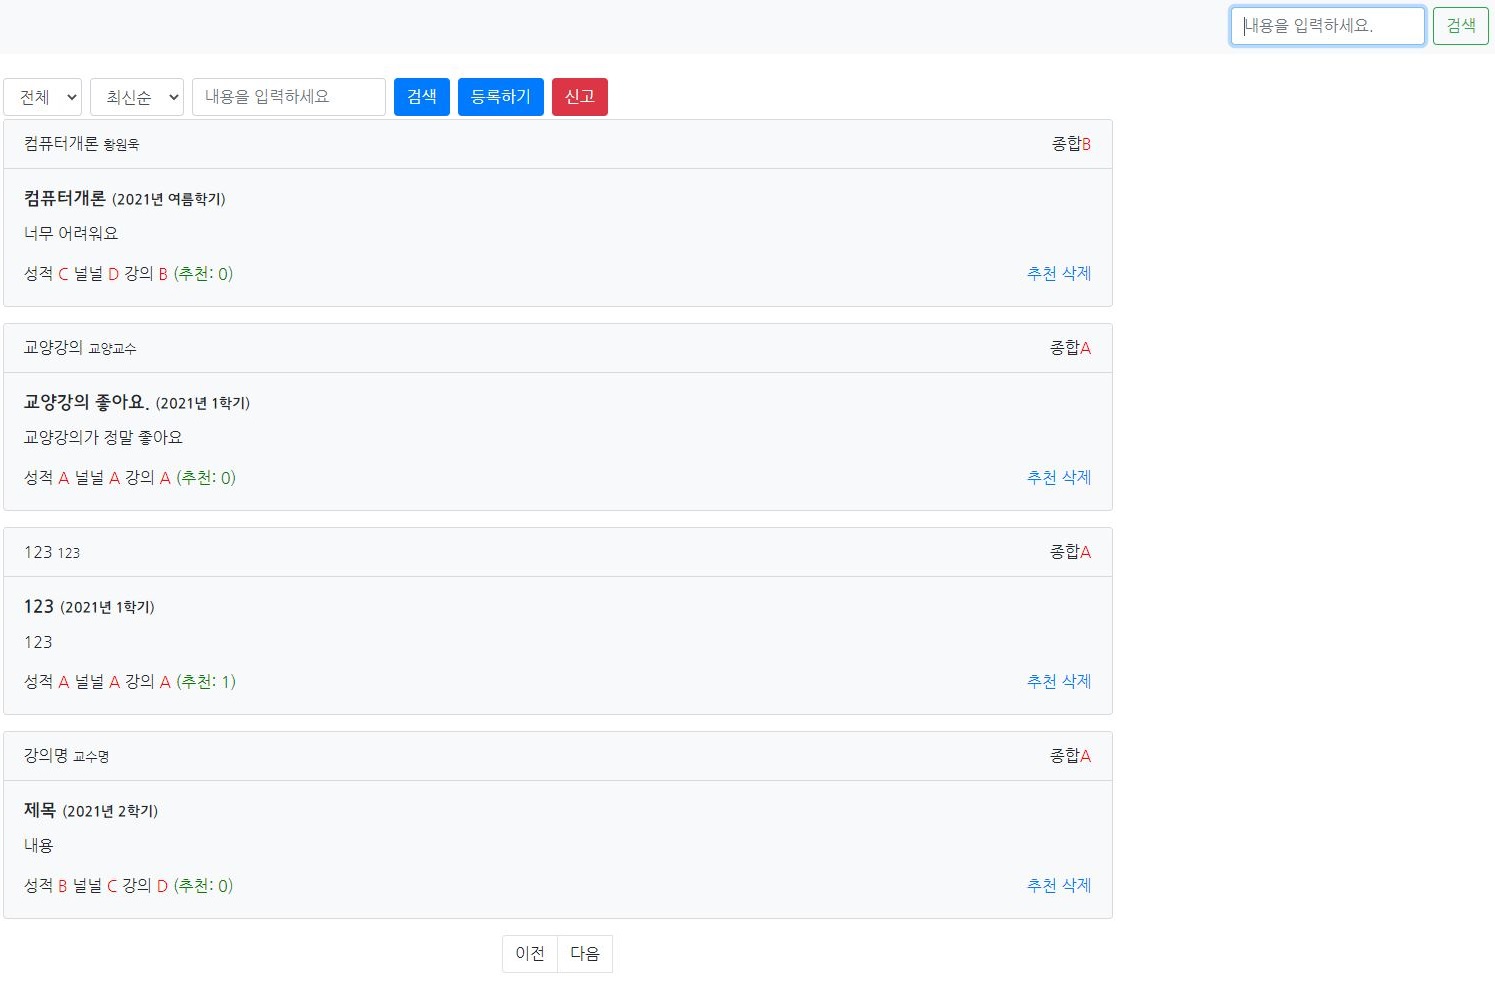 내용을 입력하세요. 검색
전체 최신순 내용을 입력하세요 검색 등록하기 신고
컴퓨터개론 황원욱 종합B
컴퓨터개론 (2021년 여름학기)
너무 어려워요
성적 C 널널 D 강의 B (추천: 0) 추천 삭제
교양강의 교양교수 종합A
교양강의 좋아요. (2021년 1학기)
교양강의가 정말 좋아요
성적 A 널널 A 강의 A (추천: 0) 추천 삭제
123 123 종합A
123 (2021년 1학기)
123
성적 A 널널 A 강의 A (추천: 1) 추천 삭제
강의명 교수명 종합A
제목 (2021년 2학기)
내용
성적 B 널널 C 강의 D (추천: 0) 추천 삭제
이전 다음